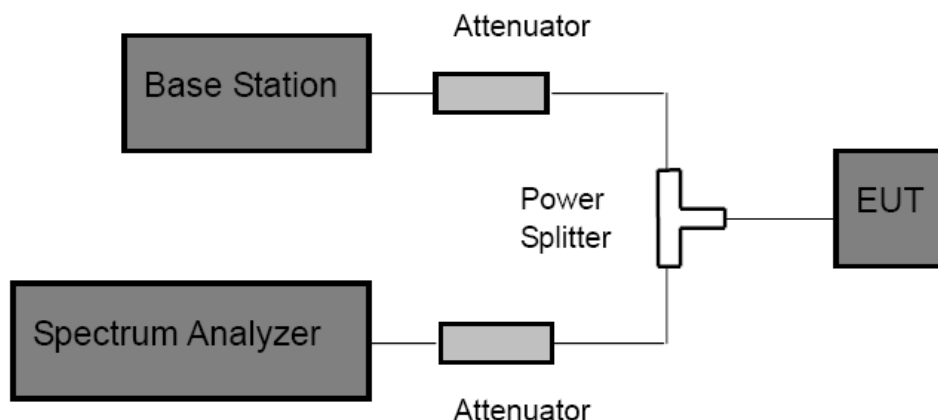 Attenuator
Base Station
Power
Splitter
EUT
Spectrum Analyzer
Attenuator